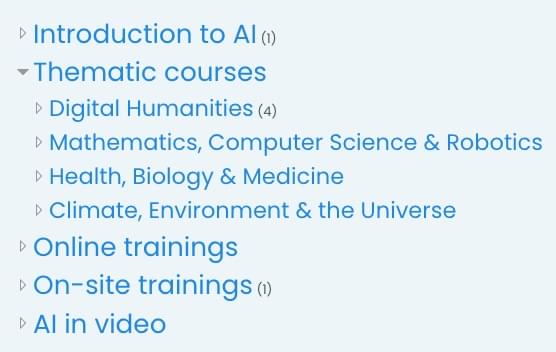 Introduction to AI (1)
Thematic courses
Digital Humanities (4)
Mathematics, Computer Science & Robotics
Health, Biology & Medicine
Climate, Environment & the Universe
Online trainings
On-site trainings (1)
AI in video